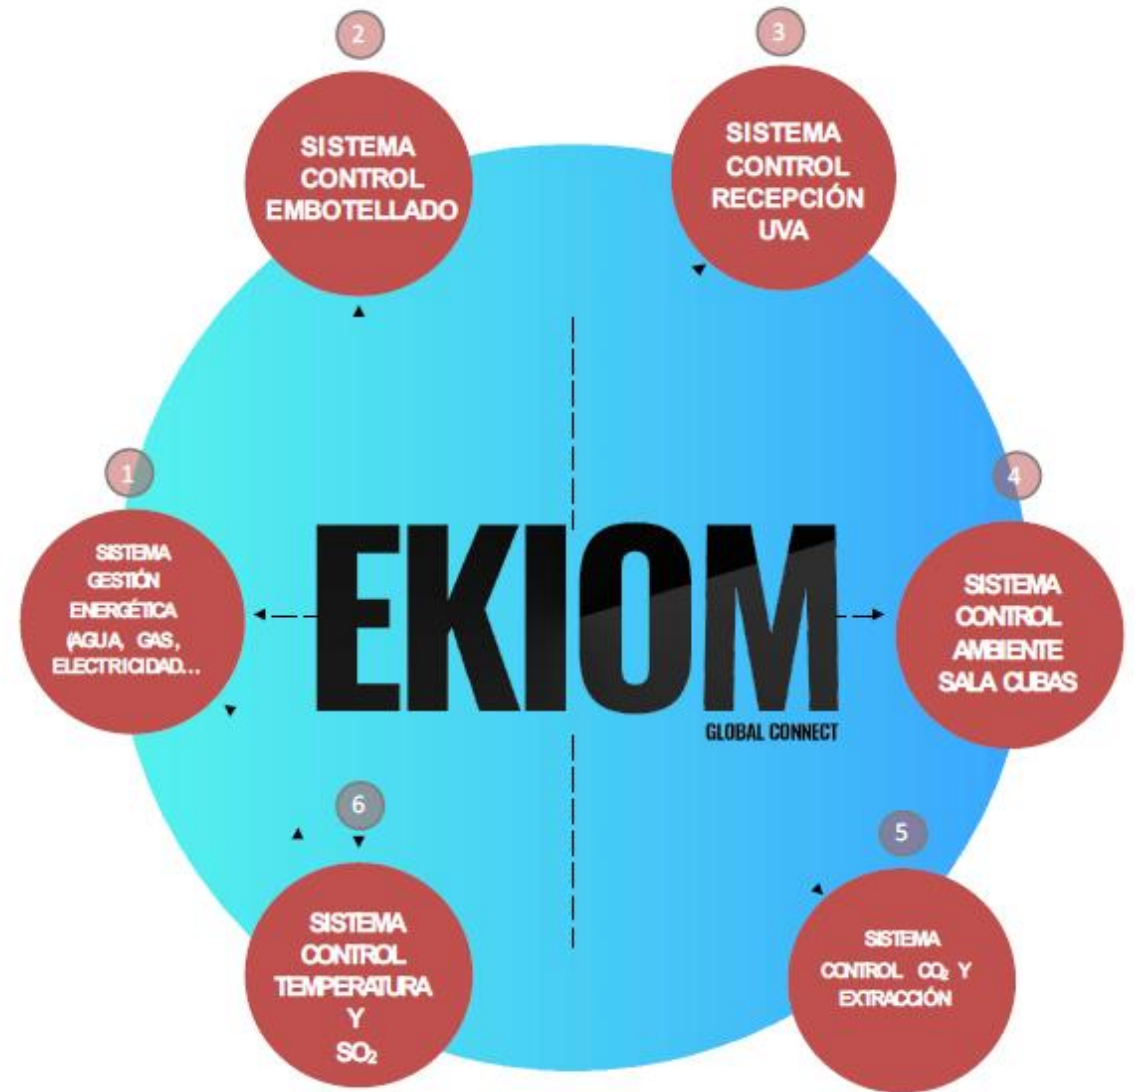 2
SISTEMA
CONTROL
EMBOTELLADO
3
SISTEMA
CONTROL
RECEPCIÓN
UVA
1
SISTEMA
GESTIÓN
ENERGÉTICA
(AGUA, GAS,
ELECTRICIDAD...
EKIOM
GLOBAL CONNECT
4
SISTEMA
CONTROL
AMBIENTE
SALA CUBAS
6
SISTEMA
CONTROL
TEMPERATURA
Y
SO₂
5
SISTEMA
CONTROL CO₂ Y
EXTRACCIÓN